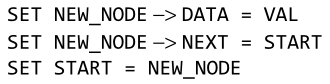 SET NEW_NODE->DATA = VAL
SET NEW_NODE->NEXT = START
SET START = NEW_NODE